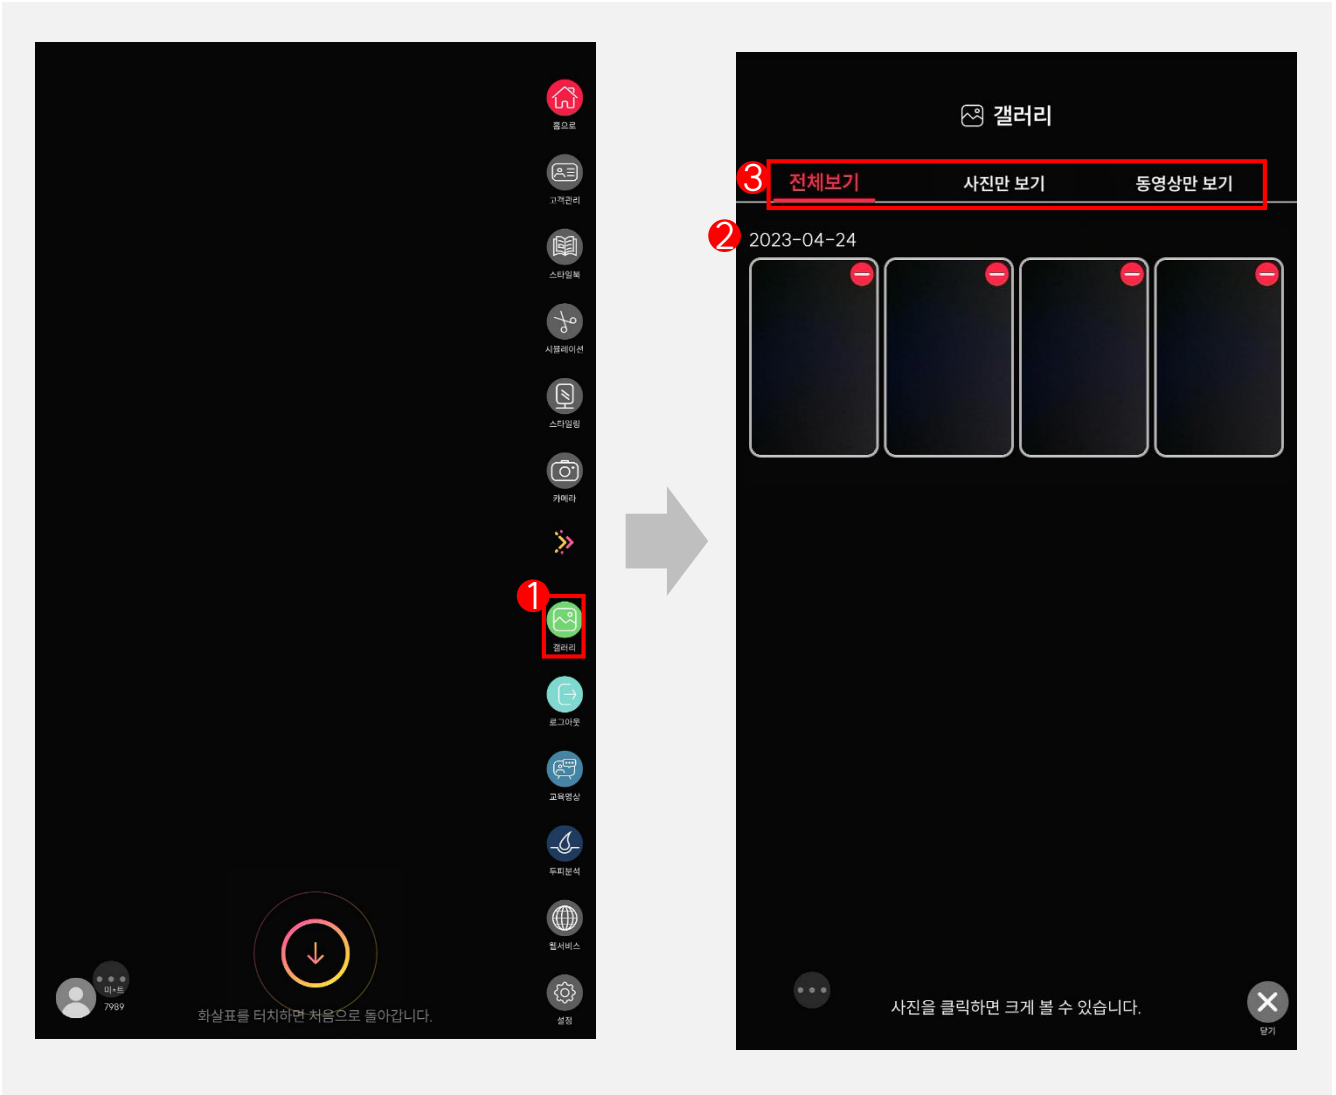 홈으로
고객관리
스타일북
시뮬레이션
스타일링
카메라
1
갤러리
로그아웃
교육영상
두피분석
웹서비스
설정
미*트
7989
화살표를 터치하면 처음으로 돌아갑니다.
갤러리
3
전체보기 사진만 보기 동영상만 보기
2
2023-04-24
사진을 클릭하면 크게 볼 수 있습니다.
닫기